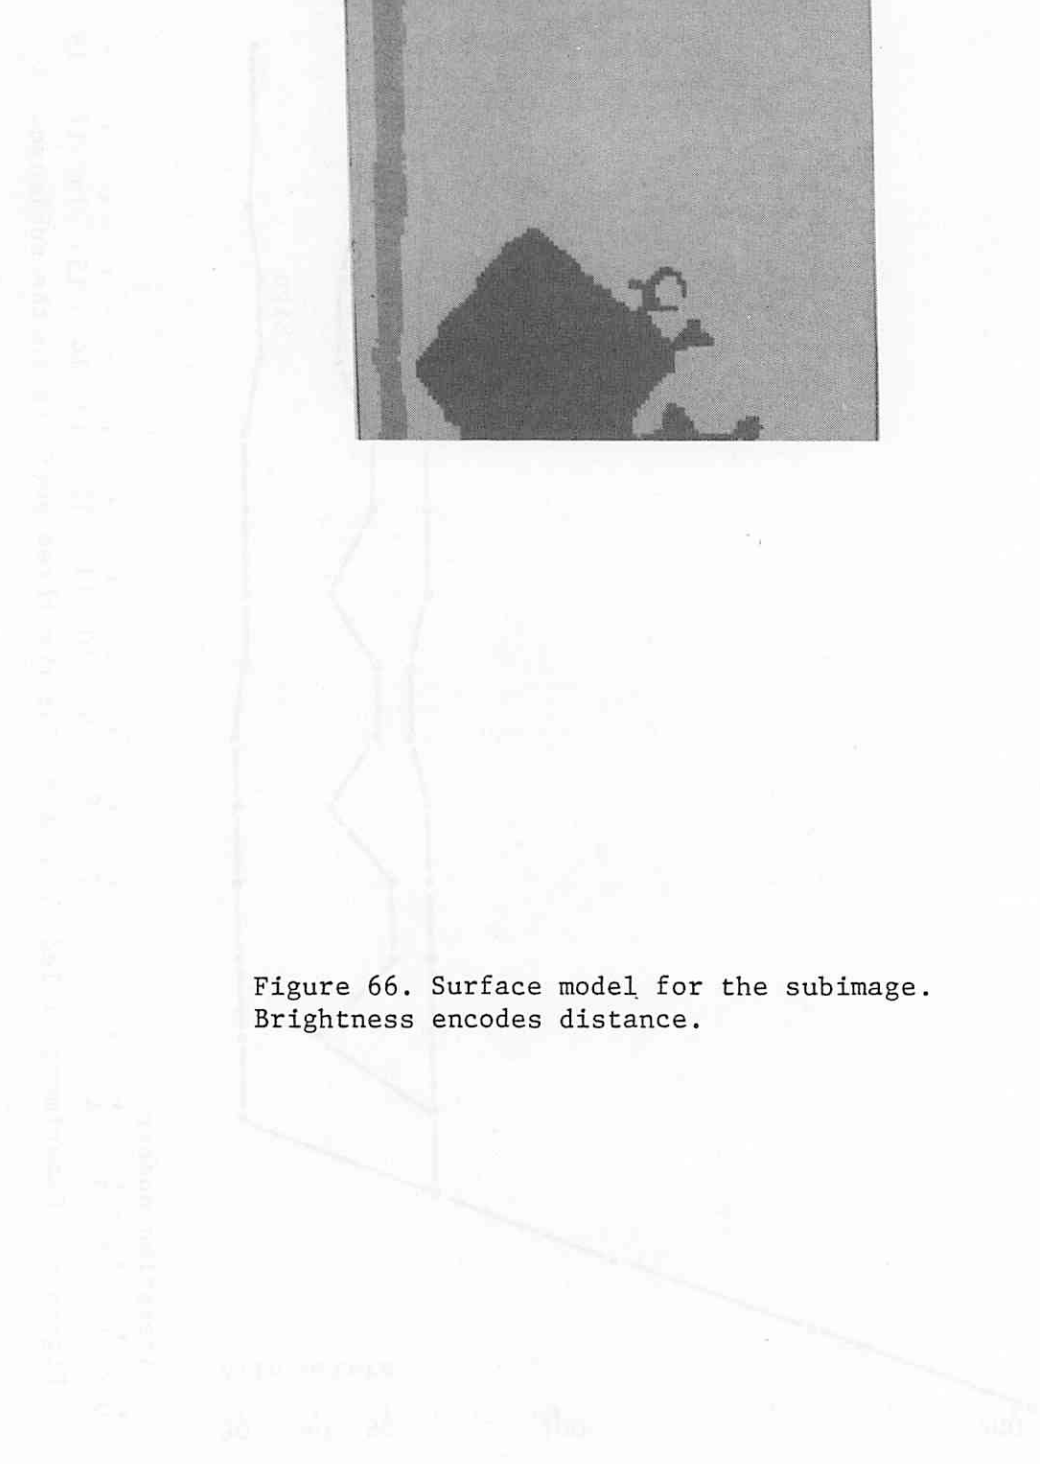 Figure 66. Surface model for the subimage.
Brightness encodes distance.